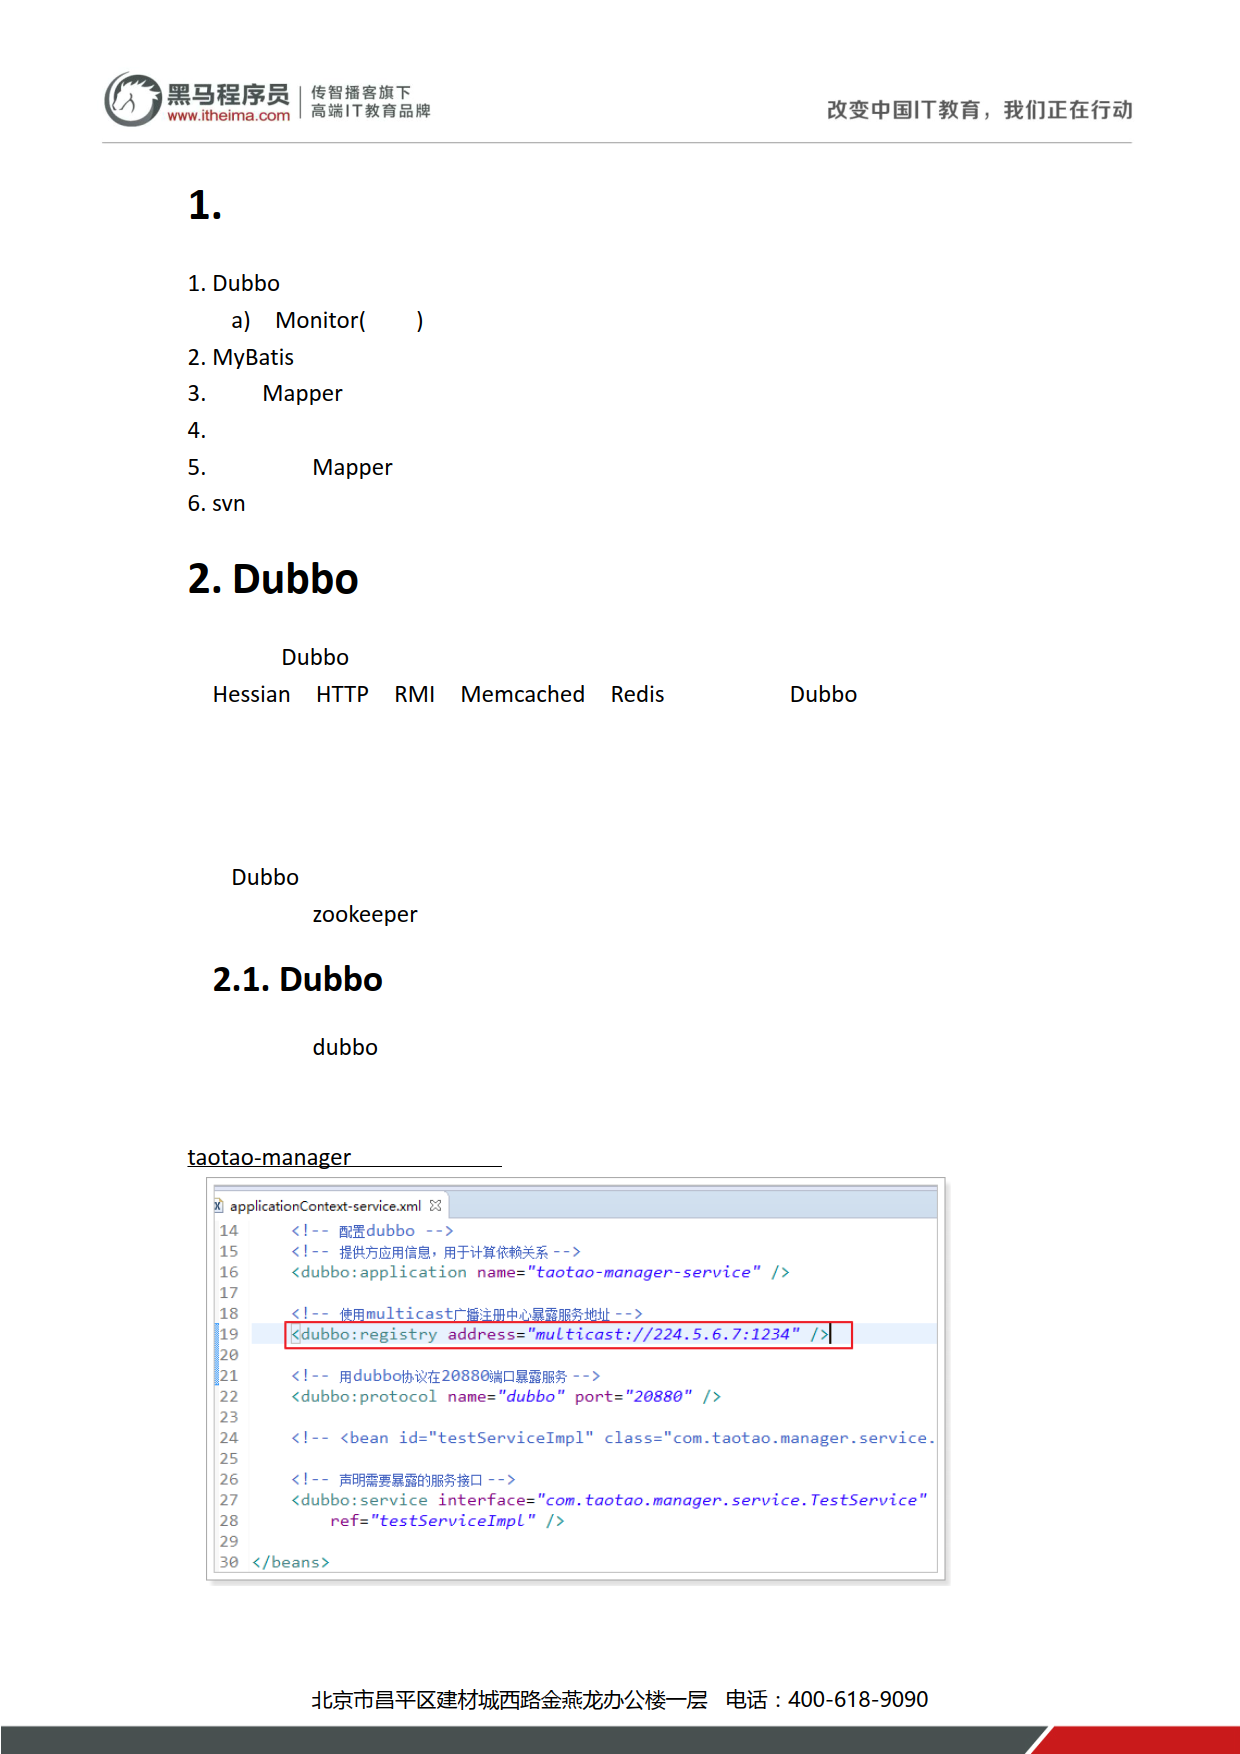 黑马程序员
www.itheima.com
传智播客旗下
高端IT教育品牌
改变中国IT教育，我们正在行动
1.
1. Dubbo
a) Monitor( )
2. MyBatis
3. Mapper
4.
5. Mapper
6. svn
2. Dubbo
Dubbo
Hessian HTTP RMI Memcached Redis Dubbo
Dubbo
zookeeper
2.1. Dubbo
dubbo
taotao-manager
applicationContext-service.xml
14 <!-- 配置dubbo -->
15 <!-- 提供方应用信息，用于计算依赖关系 -->
16 <dubbo:application name="taotao-manager-service" />
17
18 <!-- 使用multicast广播注册中心暴露服务地址 -->
19 <dubbo:registry address="multicast://224.5.6.7:1234" />
20
21 <!-- 用dubbo协议在20880端口暴露服务 -->
22 <dubbo:protocol name="dubbo" port="20880" />
23
24 <!-- <bean id="testServiceImpl" class="com.taotao.manager.service.
25
26 <!-- 声明需要暴露的服务接口 -->
27 <dubbo:service interface="com.taotao.manager.service.TestService"
28 ref="testServiceImpl" />
29
30 </beans>
北京市昌平区建材城西路金燕龙办公楼一层 电话：400-618-9090